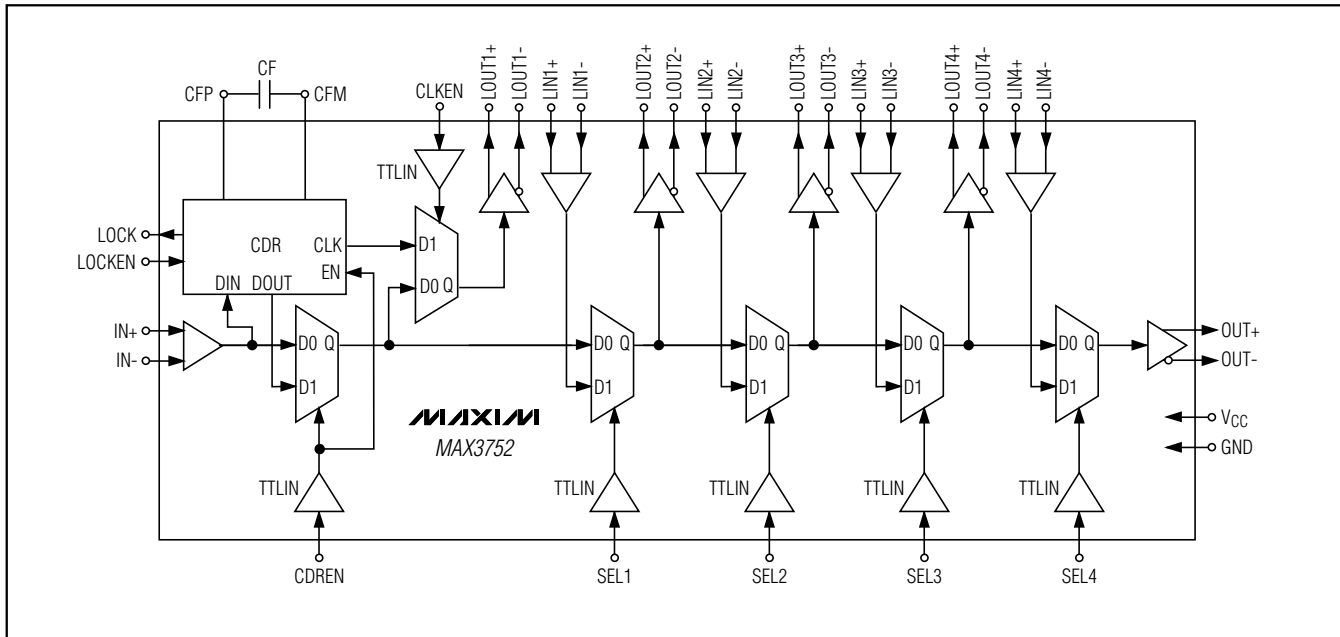 LOUT1+
LOUT1-
LIN1+
LIN1-
LOUT2+
LOUT2-
LIN2+
LIN2-
LOUT3+
LOUT3-
LIN3+
LIN3-
LOUT4+
LOUT4-
LIN4+
LIN4-
CF
CFP
CFM
CLKEN
TTLIN
LOCK
LOCKEN
CDR
CLK
EN
DIN
DOUT
D1
D0 Q
IN+
IN-
D0 Q
D1
D0 Q
D1
D0 Q
D1
D0 Q
D1
D0 Q
D1
OUT+
OUT-
VCC
GND
MAXIM
MAX3752
TTLIN
TTLIN
TTLIN
TTLIN
TTLIN
CDREN
SEL1
SEL2
SEL3
SEL4